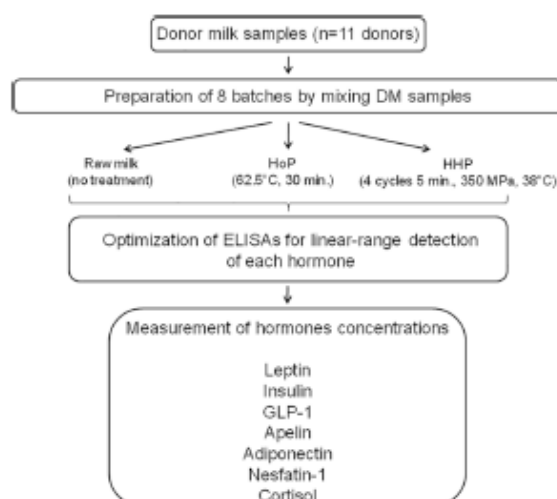 Donor milk samples (n=11 donors)
Preparation of 8 batches by mixing DM samples
Raw milk
(no treatment)
HoP
(62.5°C, 30 min.)
HHP
(4 cycles 5 min., 350 MPa, 38°C)
Optimization of ELISAs for linear-range detection
of each hormone
Measurement of hormones concentrations
Leptin
Insulin
GLP-1
Apelin
Adiponectin
Nesfatin-1
Cortisol